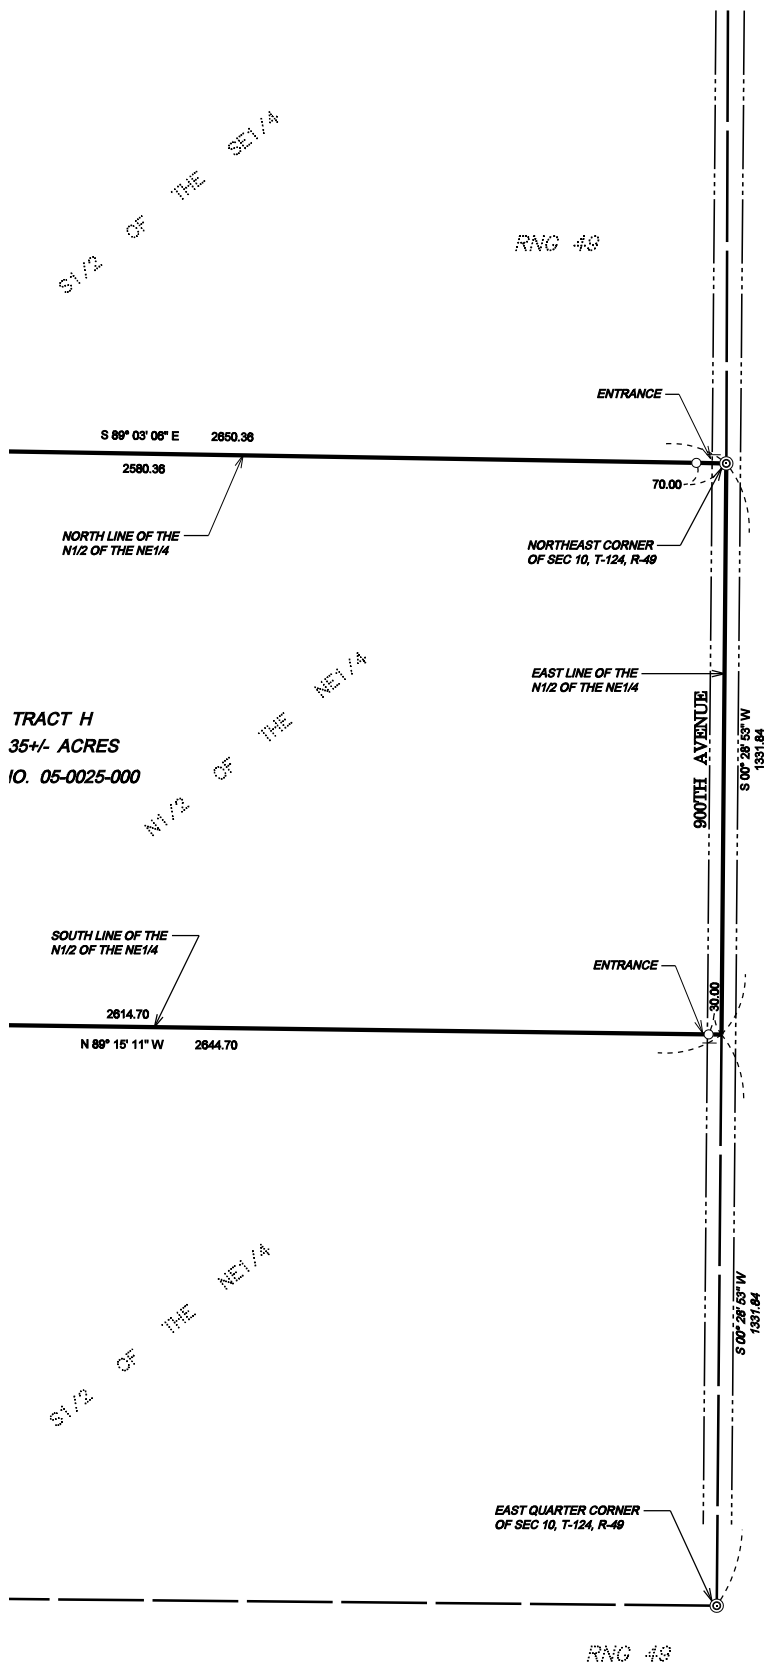 S1/2 OF THE SE1/4
RNG 49
ENTRANCE
S 89° 03' 06" E 2650.36
2580.36
70.00
NORTH LINE OF THE
N1/2 OF THE NE1/4
NORTHEAST CORNER
OF SEC 10, T-124, R-49
N1/2 OF THE NE1/4
EAST LINE OF THE
N1/2 OF THE NE1/4
TRACT H
35+/- ACRES
IO. 05-0025-000
900TH AVENUE
S 00° 28' 53" W
1331.84
SOUTH LINE OF THE
N1/2 OF THE NE1/4
ENTRANCE
30.00
2614.70
N 89° 15' 11" W 2644.70
S1/2 OF THE NE1/4
S 00° 28' 53" W
1331.84
EAST QUARTER CORNER
OF SEC 10, T-124, R-49
RNG 49